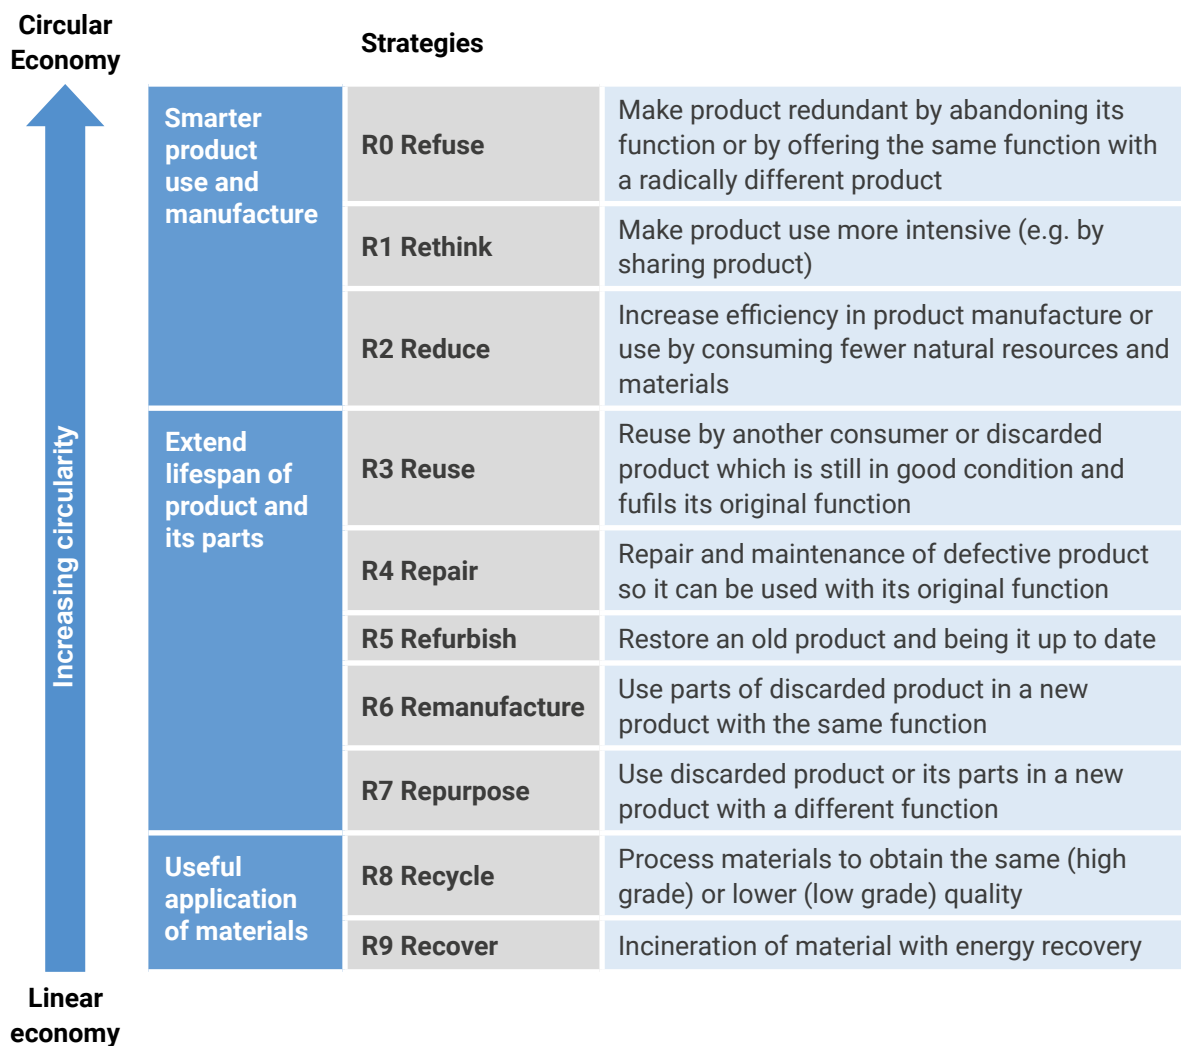 Circular
Economy
Strategies
Smarter
product
use and
manufacture
R0 Refuse
Make product redundant by abandoning its
function or by offering the same function with
a radically different product
R1 Rethink
Make product use more intensive (e.g. by
sharing product)
R2 Reduce
Increase efficiency in product manufacture or
use by consuming fewer natural resources and
materials
Increasing circularity
Extend
lifespan of
product and
its parts
R3 Reuse
Reuse by another consumer or discarded
product which is still in good condition and
fufils its original function
R4 Repair
Repair and maintenance of defective product
so it can be used with its original function
R5 Refurbish
Restore an old product and being it up to date
R6 Remanufacture
Use parts of discarded product in a new
product with the same function
R7 Repurpose
Use discarded product or its parts in a new
product with a different function
Useful
application
of materials
R8 Recycle
Process materials to obtain the same (high
grade) or lower (low grade) quality
R9 Recover
Incineration of material with energy recovery
Linear
economy